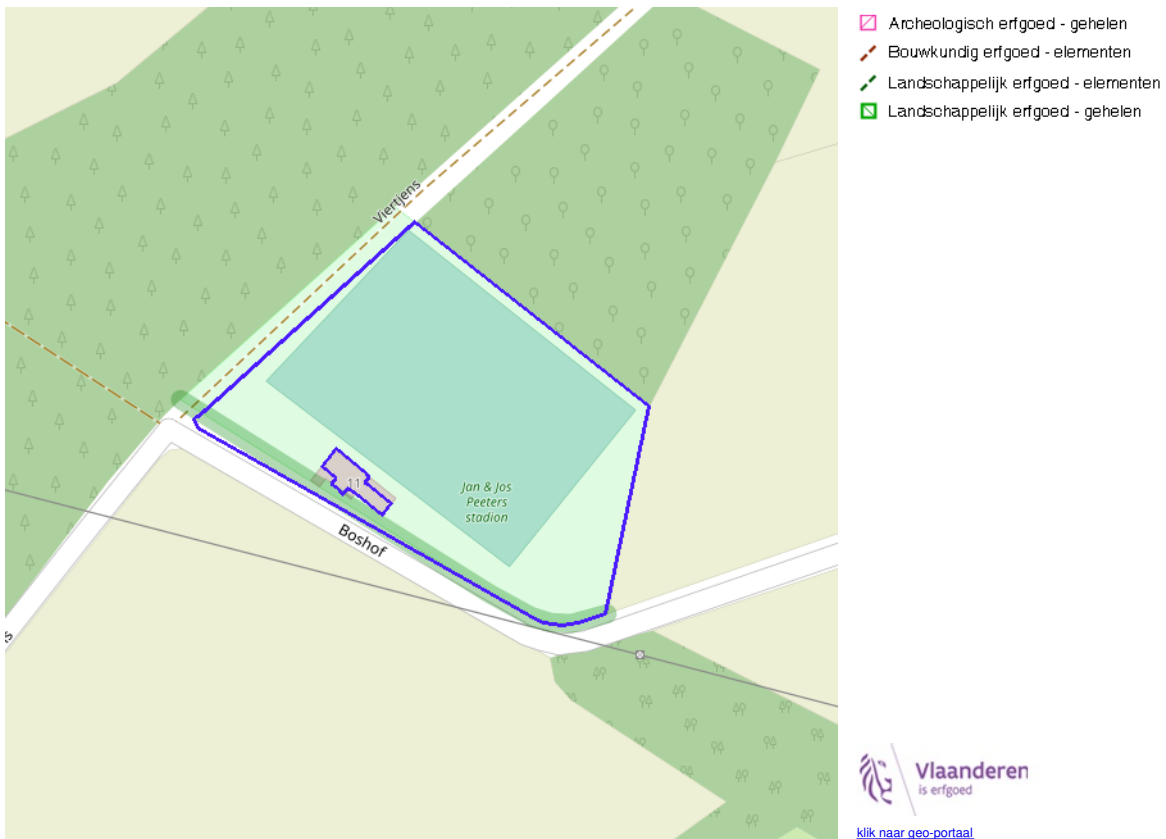 Archeologisch erfgoed - gehelen
Bouwkundig erfgoed - elementen
Landschappelijk erfgoed - elementen
Landschappelijk erfgoed - gehelen
Viertjens
11
Jan & Jos
Peeters
stadion
Boshof
Vlaanderen
is erfgoed
klik naar geo-portaal